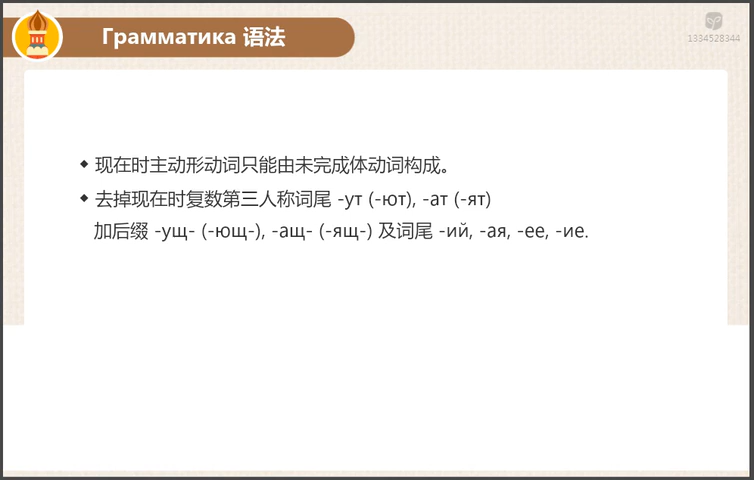 Грамматика 语法
1334528344
◆ 现在时主动形动词只能由未完成体动词构成。
◆ 去掉现在时复数第三人称词尾 -ут (-ют), -ат (-ят)
加后缀 -ущ- (-ющ-), -ащ- (-ящ-) 及词尾 -ий, -ая, -ее, -ие.